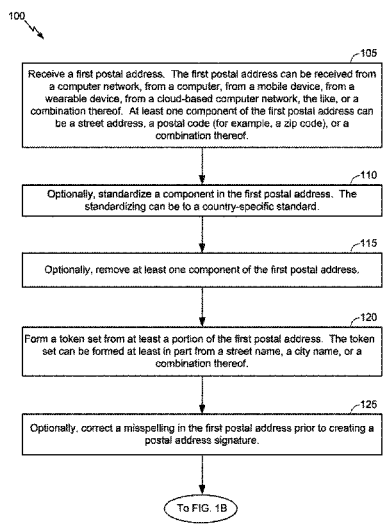 100
105
Receive a first postal address. The first postal address can be received from
a computer network, from a computer, from a mobile device, from a
wearable device, from a cloud-based computer network, the like, or a
combination thereof. At least one component of the first postal address can
be a street address, a postal code (for example, a zip code), or a
combination thereof.
110
Optionally, standardize a component in the first postal address. The
standardizing can be to a country-specific standard.
115
Optionally, remove at least one component of the first postal address.
120
Form a token set from at least a portion of the first postal address. The token
set can be formed at least in part from a street name, a city name, or a
combination thereof.
125
Optionally, correct a misspelling in the first postal address prior to creating a
postal address signature.
To FIG. 1B